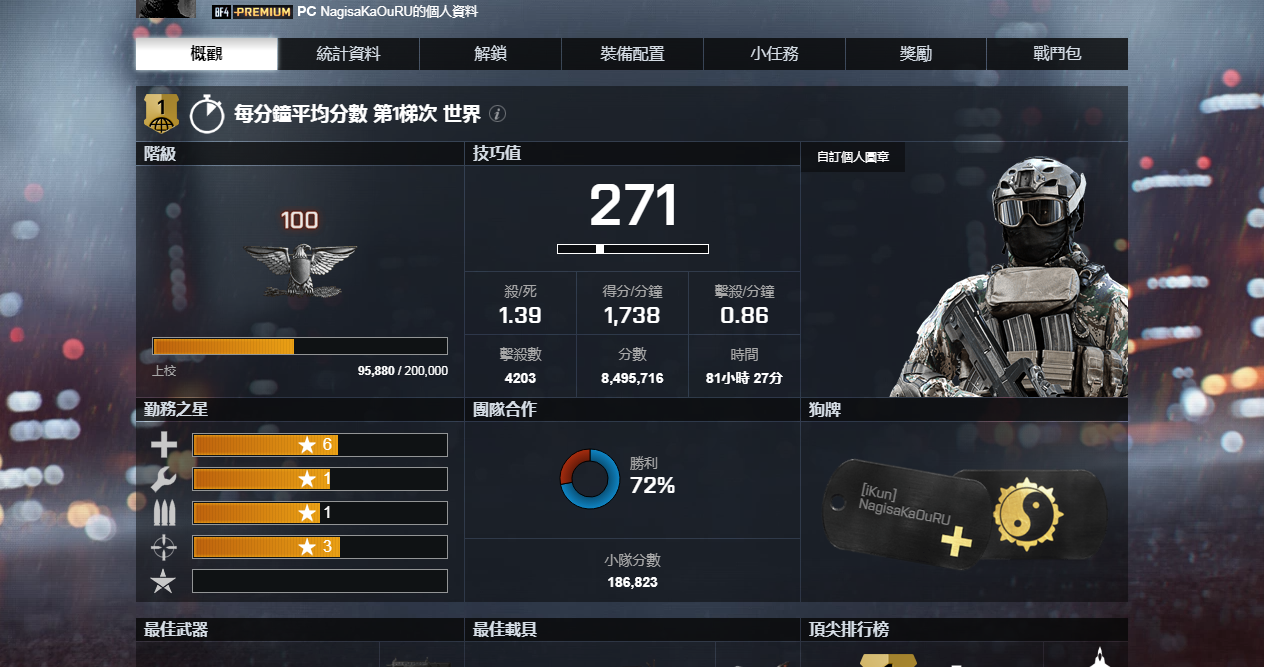 BF4 -PREMIUM PC NagisaKaOuRU的個人資料
概觀 統計資料 解鎖 裝備配置 小任務 獎勵 戰鬥包
1 每分鐘平均分數 第1梯次 世界 i
階級
100
上校 95,880 / 200,000
技巧值
271
殺/死 得分/分鐘 擊殺/分鐘
1.39 1,738 0.86
擊殺數 分數 時間
4203 8,495,716 81小時 27分
自訂個人圖章
勤務之星
6
1
1
3
團隊合作
勝利
72%
小隊分數
186,823
狗牌
[iKun]
NagisaKaOuRU
最佳武器 最佳載具 頂尖排行榜
1